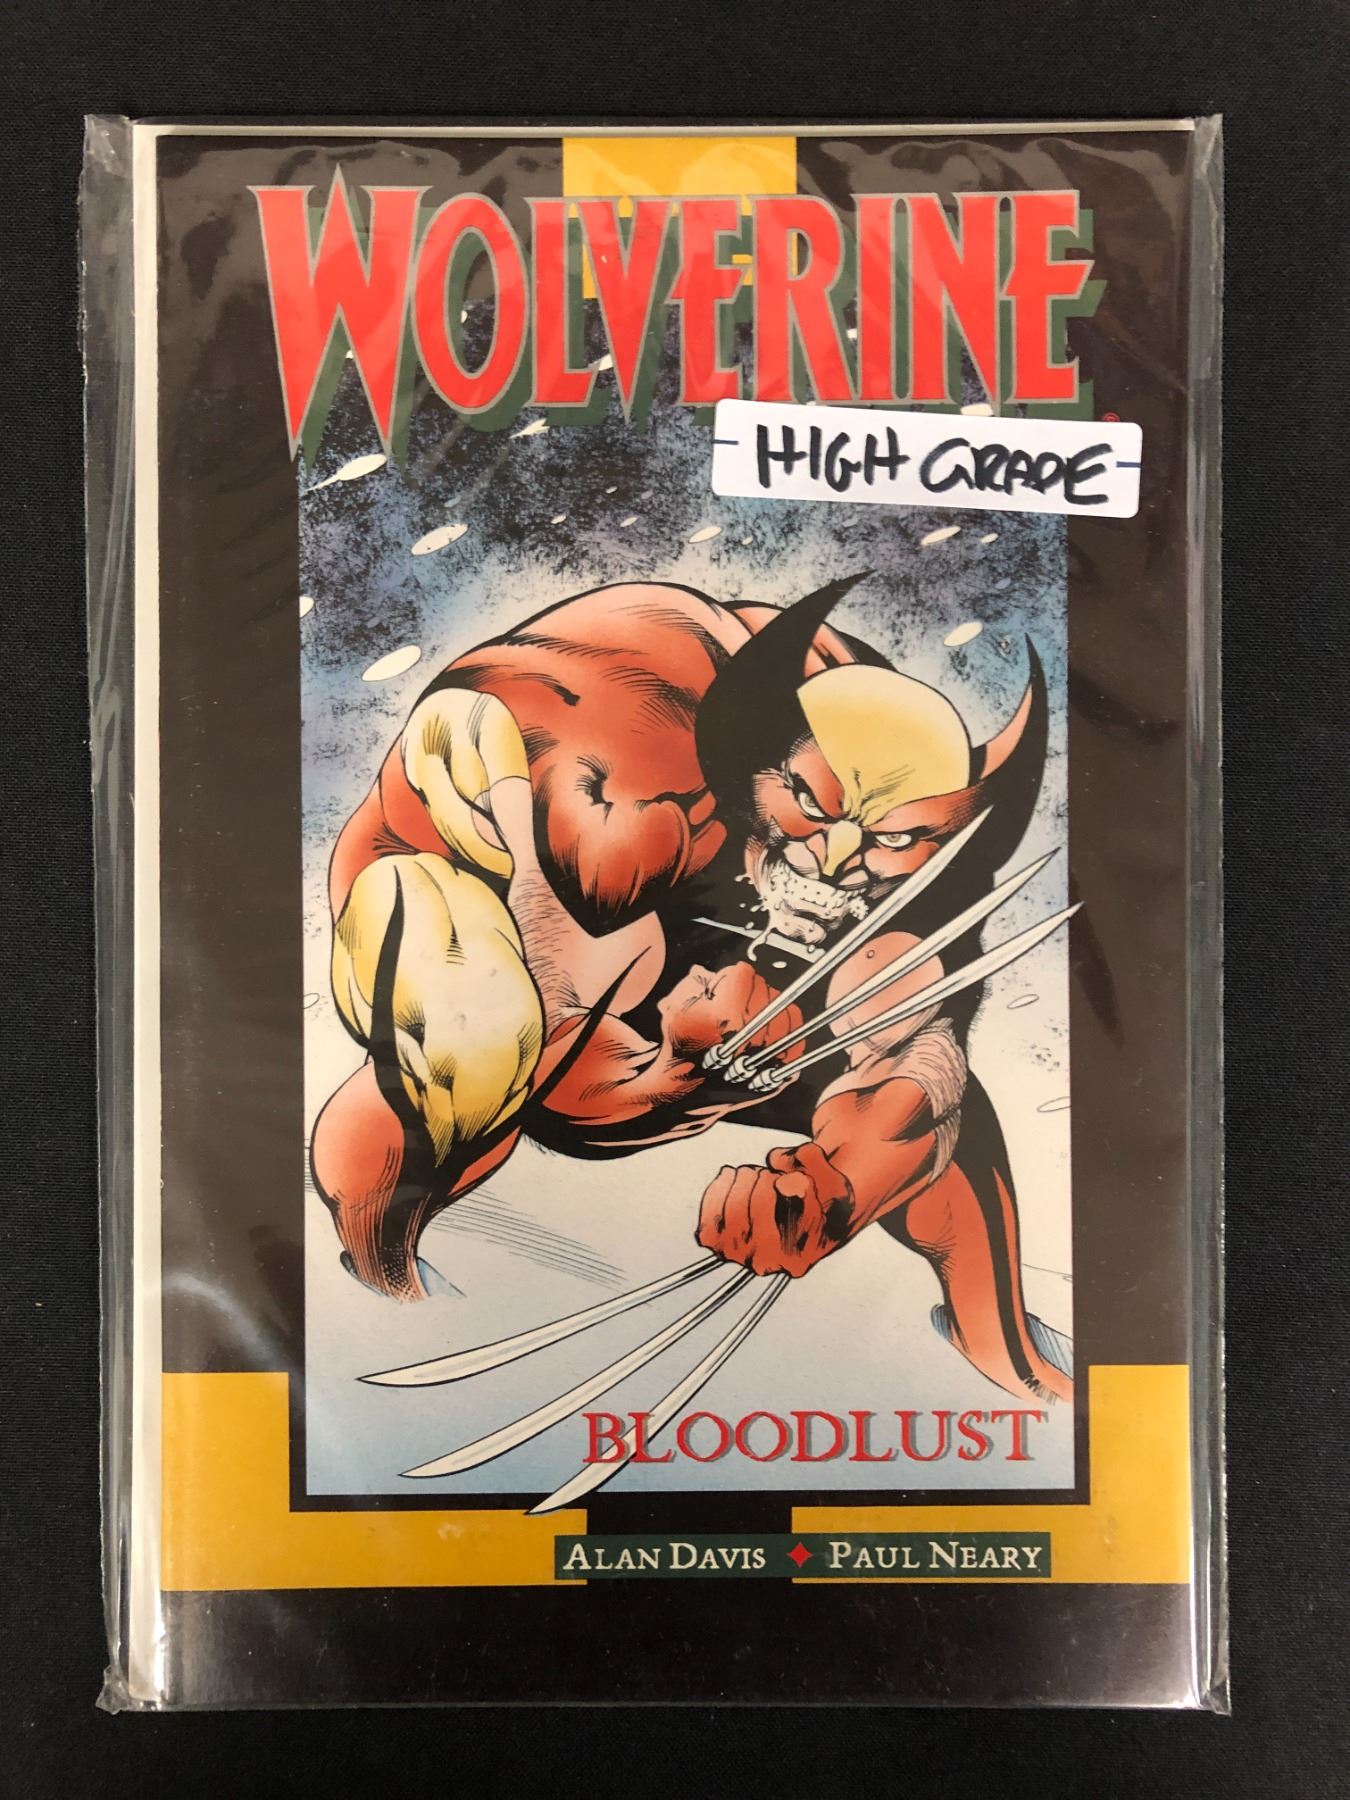 WOLVERINE
®
HIGH GRADE
BLOODLUST
ALAN DAVIS ♦ PAUL NEARY